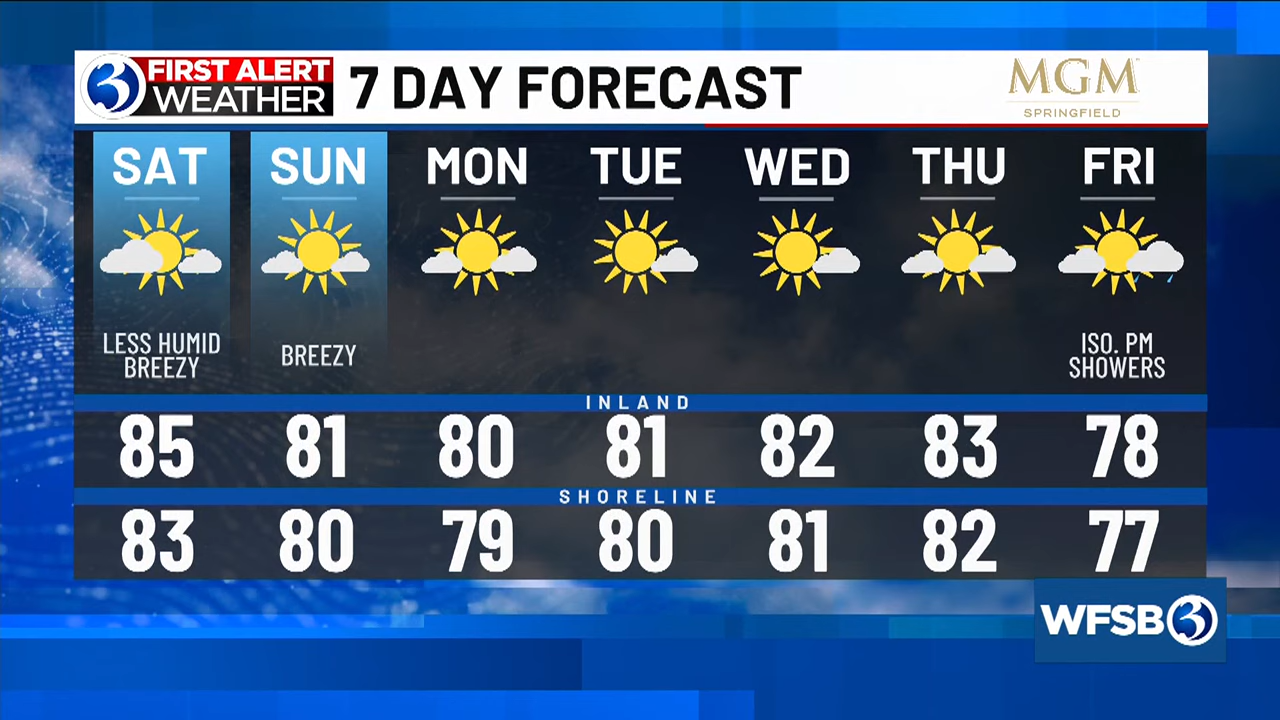 3 FIRST ALERT
WEATHER
7 DAY FORECAST
MGM
SPRINGFIELD
SAT SUN MON TUE WED THU FRI
LESS HUMID
BREEZY
BREEZY
ISO. PM
SHOWERS
INLAND
85 81 80 81 82 83 78
SHORELINE
83 80 79 80 81 82 77
WFSB 3